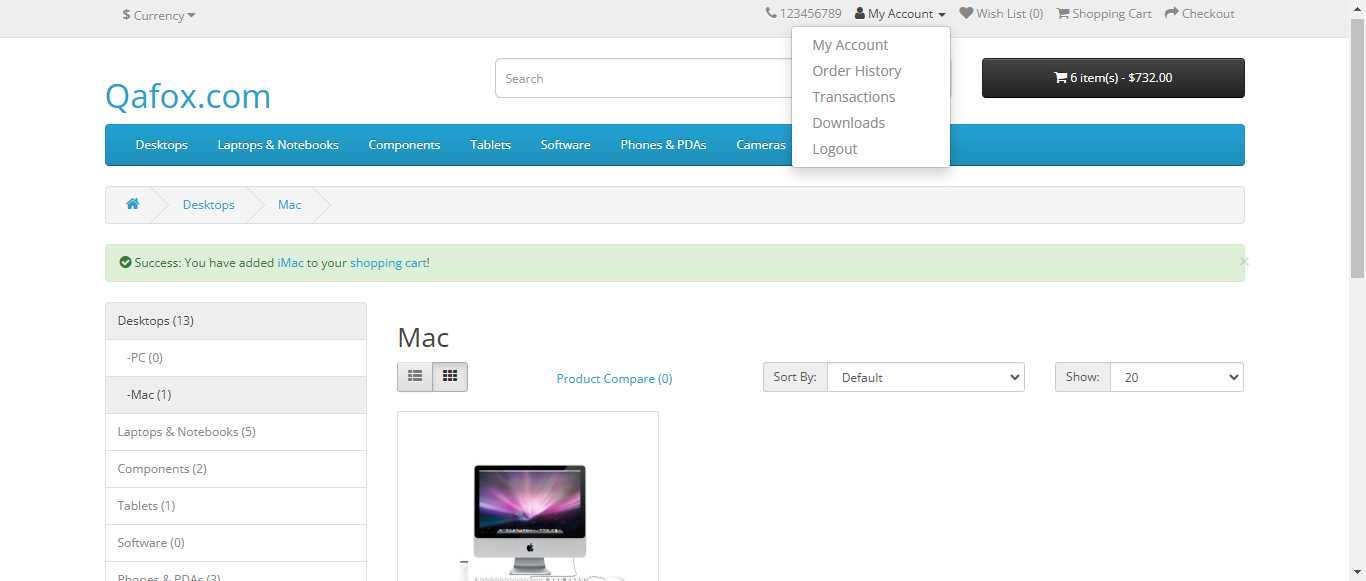 $ Currency
123456789 My Account Wish List (0) Shopping Cart Checkout
My Account
Order History
Transactions
Downloads
Logout
Qafox.com
Search
6 item(s) - $732.00
Desktops Laptops & Notebooks Components Tablets Software Phones & PDAs Cameras
Desktops Mac
Success: You have added iMac to your shopping cart!
×
Desktops (13)
-PC (0)
-Mac (1)
Laptops & Notebooks (5)
Components (2)
Tablets (1)
Software (0)
Phones & PDAs (3)
Mac
Product Compare (0) Sort By: Default Show: 20